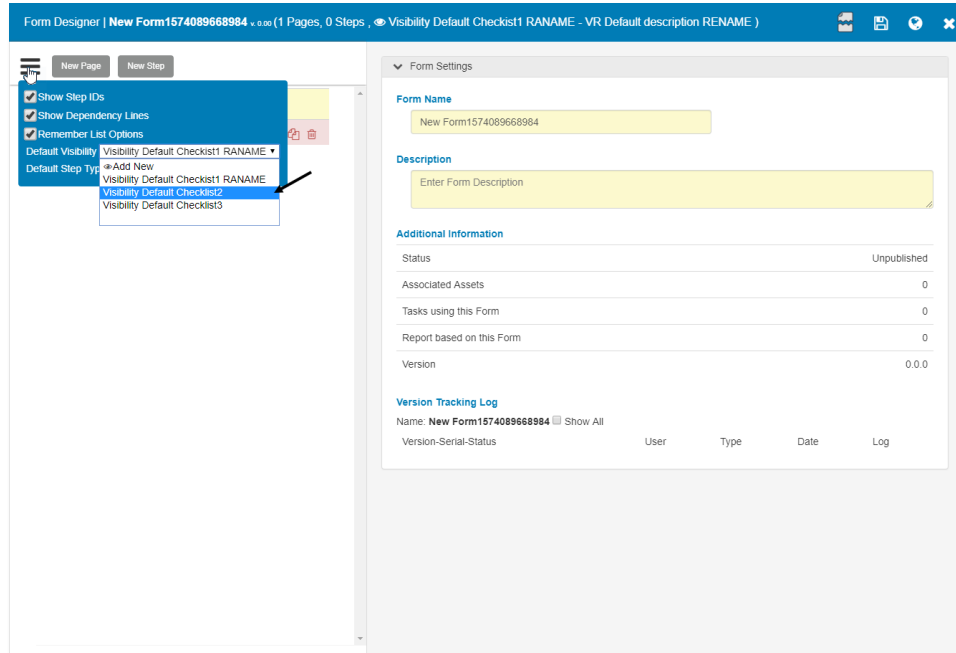 Form Designer | New Form1574089668984 v. 0.00 (1 Pages, 0 Steps , Visibility Default Checkist1 RANAME - VR Default description RENAME )
New Page New Step
Show Step IDs
Show Dependency Lines
Remember List Options
Default Visibility Visibility Default Checkist1 RANAME
Default Step Typ
Add New
Visibility Default Checklist1 RANAME
Visibility Default Checklist2
Visibility Default Checklist3
Form Settings
Form Name
New Form1574089668984
Description
Enter Form Description
Additional Information
Status Unpublished
Associated Assets 0
Tasks using this Form 0
Report based on this Form 0
Version 0.0.0
Version Tracking Log
Name: New Form1574089668984 Show All
Version-Serial-Status User Type Date Log